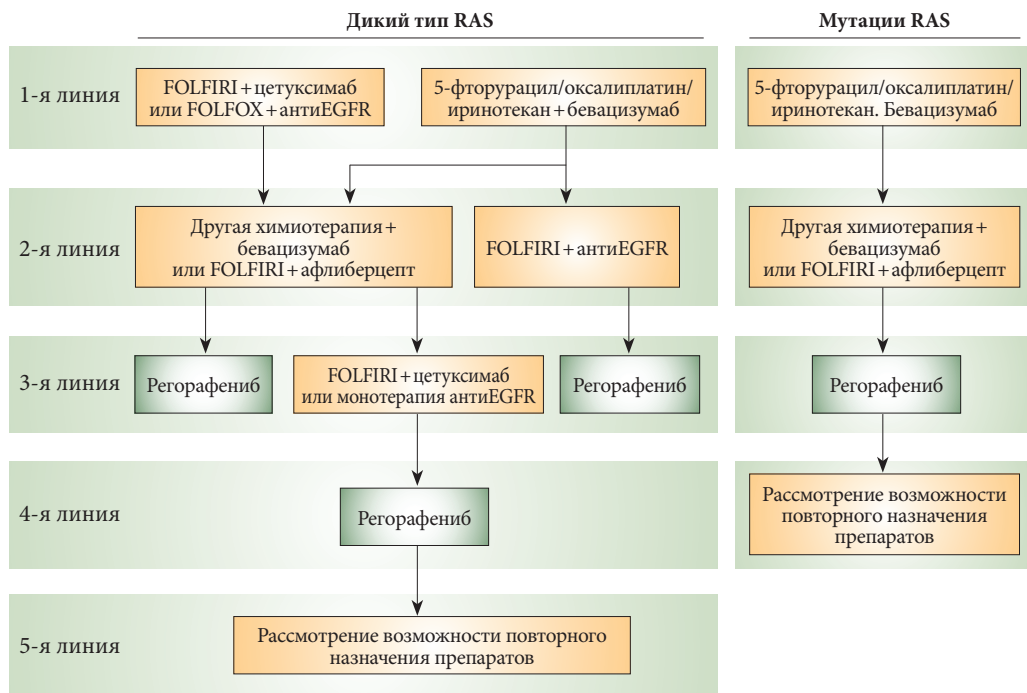 Дикий тип RAS
Мутации RAS
1-я линия
FOLFIRI + цетуксимаб
или FOLFOX + антиEGFR
5-фторурацил/оксалиплатин/
иринотекан + бевацизумаб
5-фторурацил/оксалиплатин/
иринотекан. Бевацизумаб
2-я линия
Другая химиотерапия +
бевацизумаб
или FOLFIRI + афлиберцепт
FOLFIRI + антиEGFR
Другая химиотерапия +
бевацизумаб
или FOLFIRI + афлиберцепт
3-я линия
Регорафениб
FOLFIRI + цетуксимаб
или монотерапия антиEGFR
Регорафениб
Регорафениб
4-я линия
Регорафениб
Рассмотрение возможности
повторного назначения
препаратов
5-я линия
Рассмотрение возможности повторного
назначения препаратов